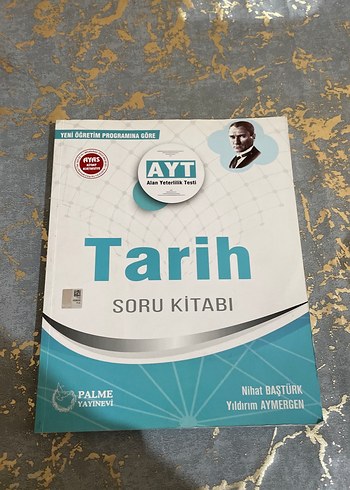 YENİ ÖĞRETİM PROGRAMINA GÖRE
AYT
Alan Yeterlilik Testi
Tarih
SORU KİTABI
Nihat BAŞTÜRK
Yıldırım AYMERGEN
PALME
YAYINEVİ